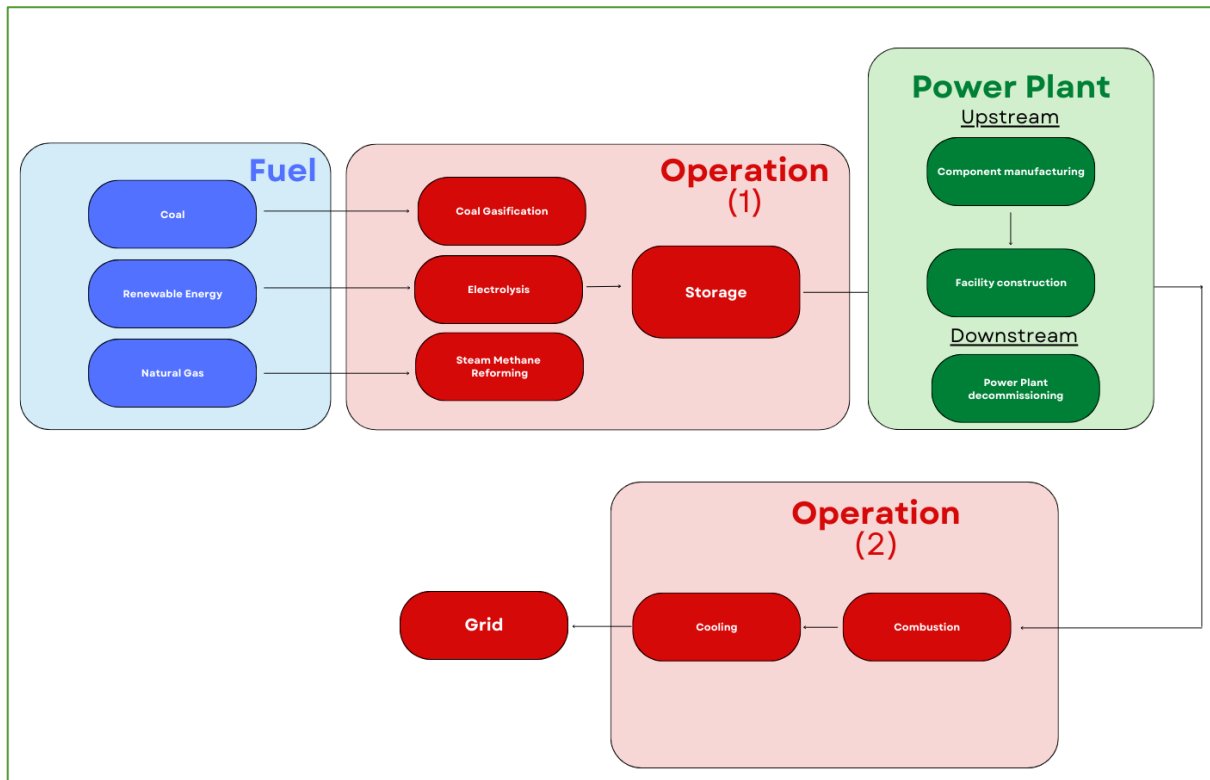 Fuel
Coal
Renewable Energy
Natural Gas
Operation
(1)
Coal Gasification
Electrolysis
Steam Methane
Reforming
Storage
Power Plant
Upstream
Component manufacturing
Facility construction
Downstream
Power Plant
decommissioning
Operation
(2)
Combustion
Cooling
Grid